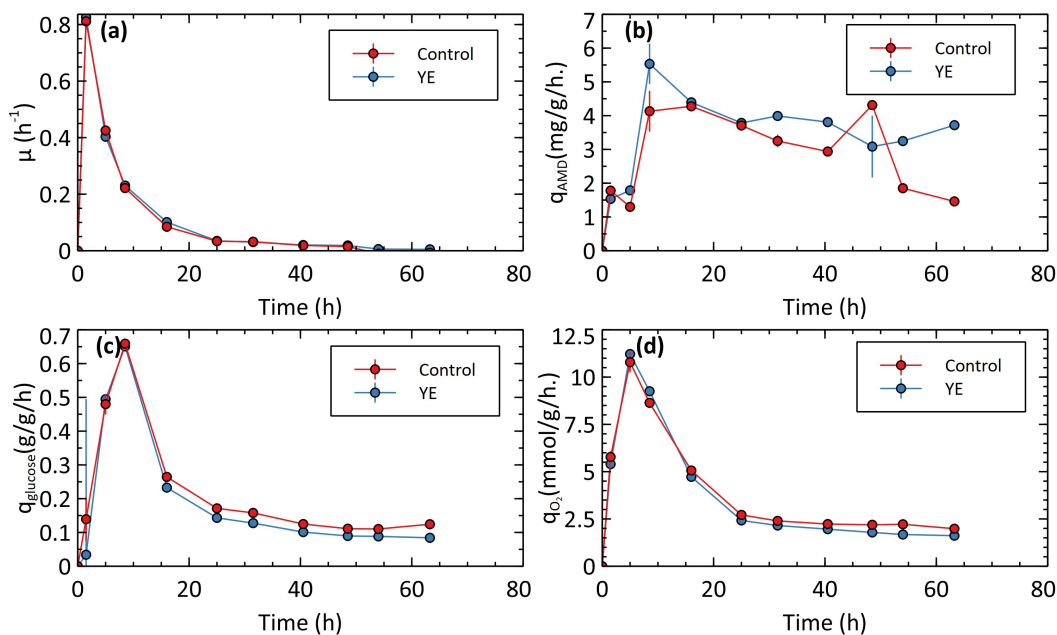 (a)
Control
YE
0.8
0.6
0.4
0.2
0
μ (h⁻¹)
0 20 40 60 80
Time (h)
(b)
Control
YE
7
6
5
4
3
2
1
0
qAMD(mg/g/h.)
0 20 40 60 80
Time (h)
(c)
Control
YE
0.7
0.6
0.5
0.4
0.3
0.2
0.1
0
qglucose(g/g/h)
0 20 40 60 80
Time (h)
(d)
Control
YE
12.5
10
7.5
5
2.5
0
qO₂(mmol/g/h.)
0 20 40 60 80
Time (h)